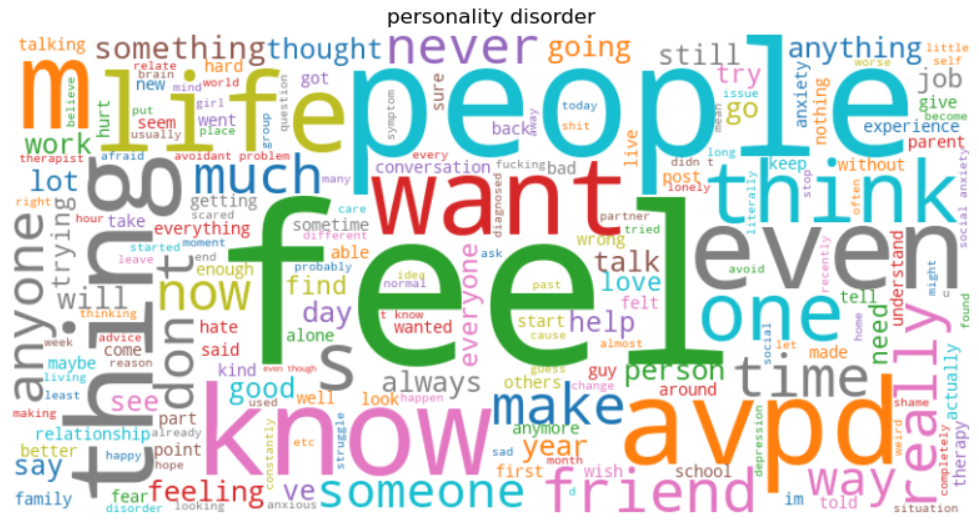 personality disorder
talking
something
thought
never
going
still
anything
little
self
m
life
people
believe
relate
brain
hard
new
mind
world
got
sure
question
symptom
today
shit
try
go
issue
mean
worse
anxiety
nothing
job
give
become
experience
parent
hurt
put
girl
seem
went
usually
place
group
back
away
work
therapist
afraid
avoidant problem
conversation
every
fucking
bad
live
didn t
long
post
lonely
keep
stop
without
often
social anxiety
lot
right
thing
much
many
want
diagnosed
think
literally
trying
hour
take
getting
scared
everything
care
sometime
different
partner
tried
wrong
even
anyone
will
started
moment
end
leave
don t
now
enough
feel
find
able
probably
idea
normal
ask
past
talk
love
felt
one
avoid
recently
tell
understand
might
u
found
thinking
week
advice
come
reason
maybe
living
least
making
hate
said
alone
day
t know
wanted
everyone
start
cause
help
almost
social
let
made
home
need
really
actually
even though
kind
s
guess
others
guy
person
around
time
see
good
used
well
look
happen
always
change
part
already
know
constantly
etc
struggle
make
anymore
avpd
shame
weird
completely
relationship
better
point
hope
happy
sad
year
month
first
wish
school
depression
way
therapy
say
family
fear
disorder
looking
feeling
anxious
ve
someone
d
friend
im
told
situation